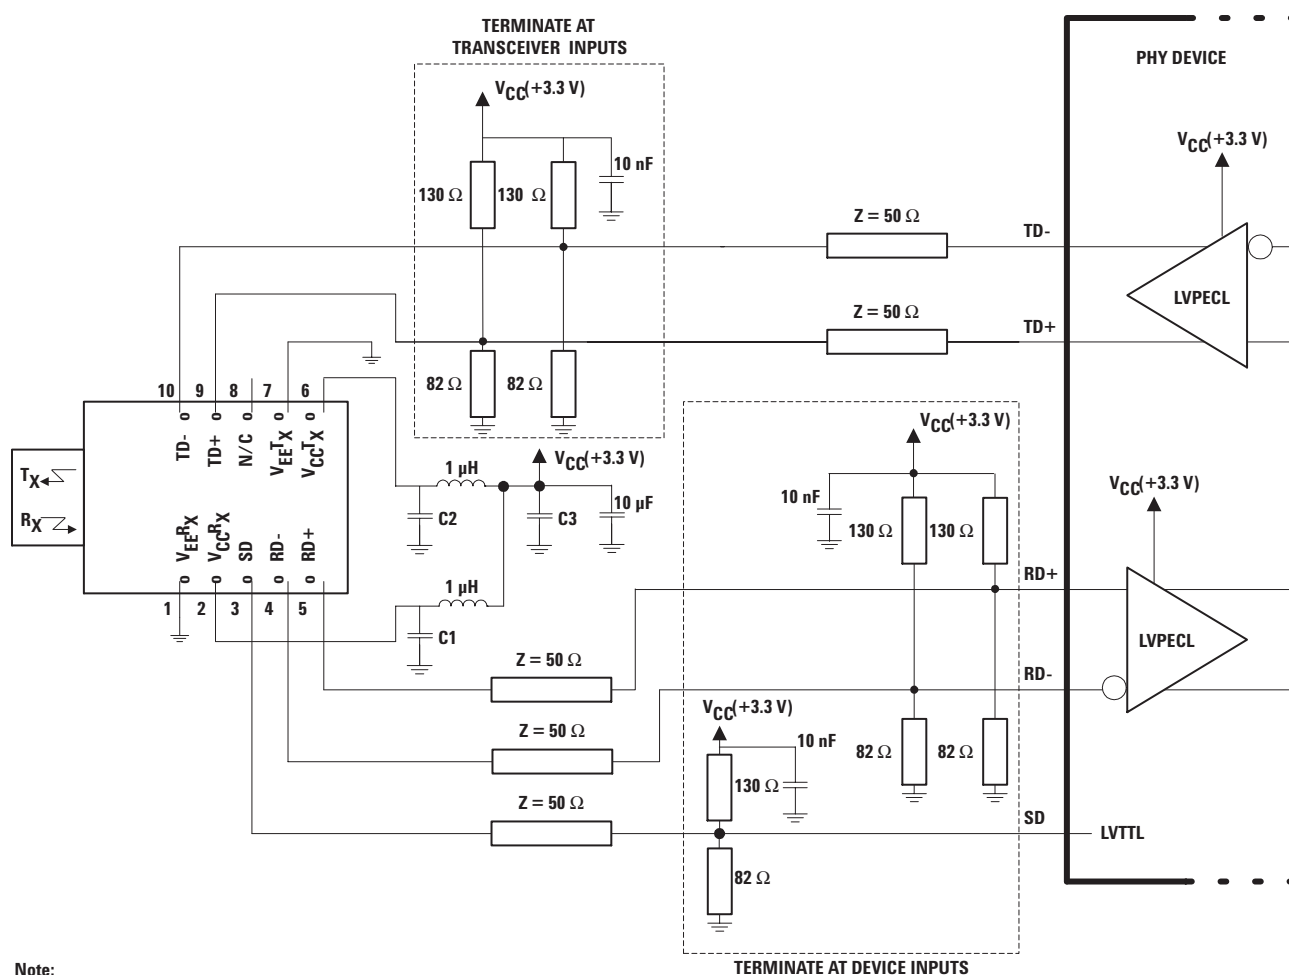 TERMINATE AT
TRANSCEIVER INPUTS
PHY DEVICE
VCC(+3.3 V)
10 nF
130 Ω
130 Ω
VCC(+3.3 V)
Z = 50 Ω
TD-
LVPECL
Z = 50 Ω
TD+
82 Ω
82 Ω
10
9
8
7
6
TD-
TD+
N/C
VEETX
VCCTX
TX
RX
VEERX
VCCRX
SD
RD-
RD+
1
2
3
4
5
1 µH
VCC(+3.3 V)
C2
C3
10 µF
1 µH
C1
VCC(+3.3 V)
10 nF
130 Ω
130 Ω
VCC(+3.3 V)
RD+
LVPECL
RD-
Z = 50 Ω
Z = 50 Ω
Z = 50 Ω
VCC(+3.3 V)
10 nF
130 Ω
82 Ω
82 Ω
82 Ω
SD
LVTTL
Note:
TERMINATE AT DEVICE INPUTS